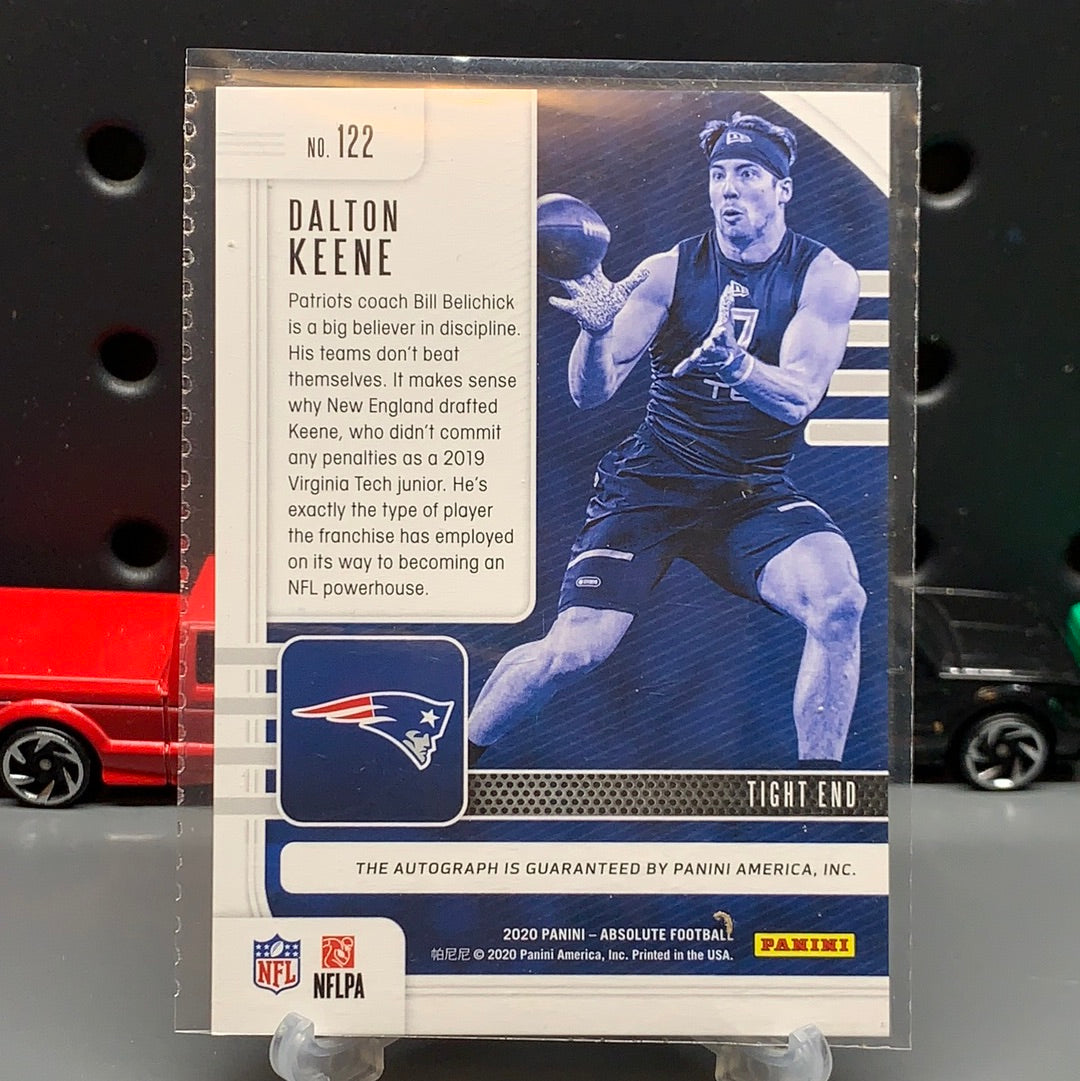 NO. 122
DALTON
KEENE
Patriots coach Bill Belichick
is a big believer in discipline.
His teams don't beat
themselves. It makes sense
why New England drafted
Keene, who didn't commit
any penalties as a 2019
Virginia Tech junior. He's
exactly the type of player
the franchise has employed
on its way to becoming an
NFL powerhouse.
TIGHT END
THE AUTOGRAPH IS GUARANTEED BY PANINI AMERICA, INC.
2020 PANINI – ABSOLUTE FOOTBALL
帕尼尼 © 2020 Panini America, Inc. Printed in the USA.
PANINI
NFL
NFLPA